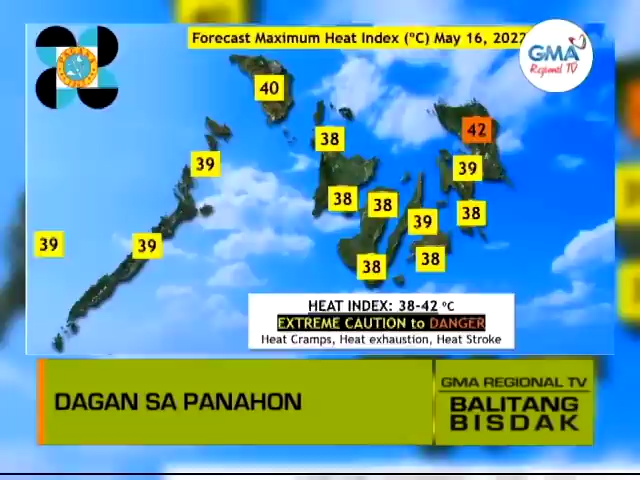 Forecast Maximum Heat Index (ºC) May 16, 2022
GMA
Regional TV
40
42
38
39
39
38
38
39
38
39
39
38
38
HEAT INDEX: 38-42 ºC
EXTREME CAUTION to DANGER
Heat Cramps, Heat exhaustion, Heat Stroke
DAGAN SA PANAHON
GMA REGIONAL TV
BALITANG
BISDAK